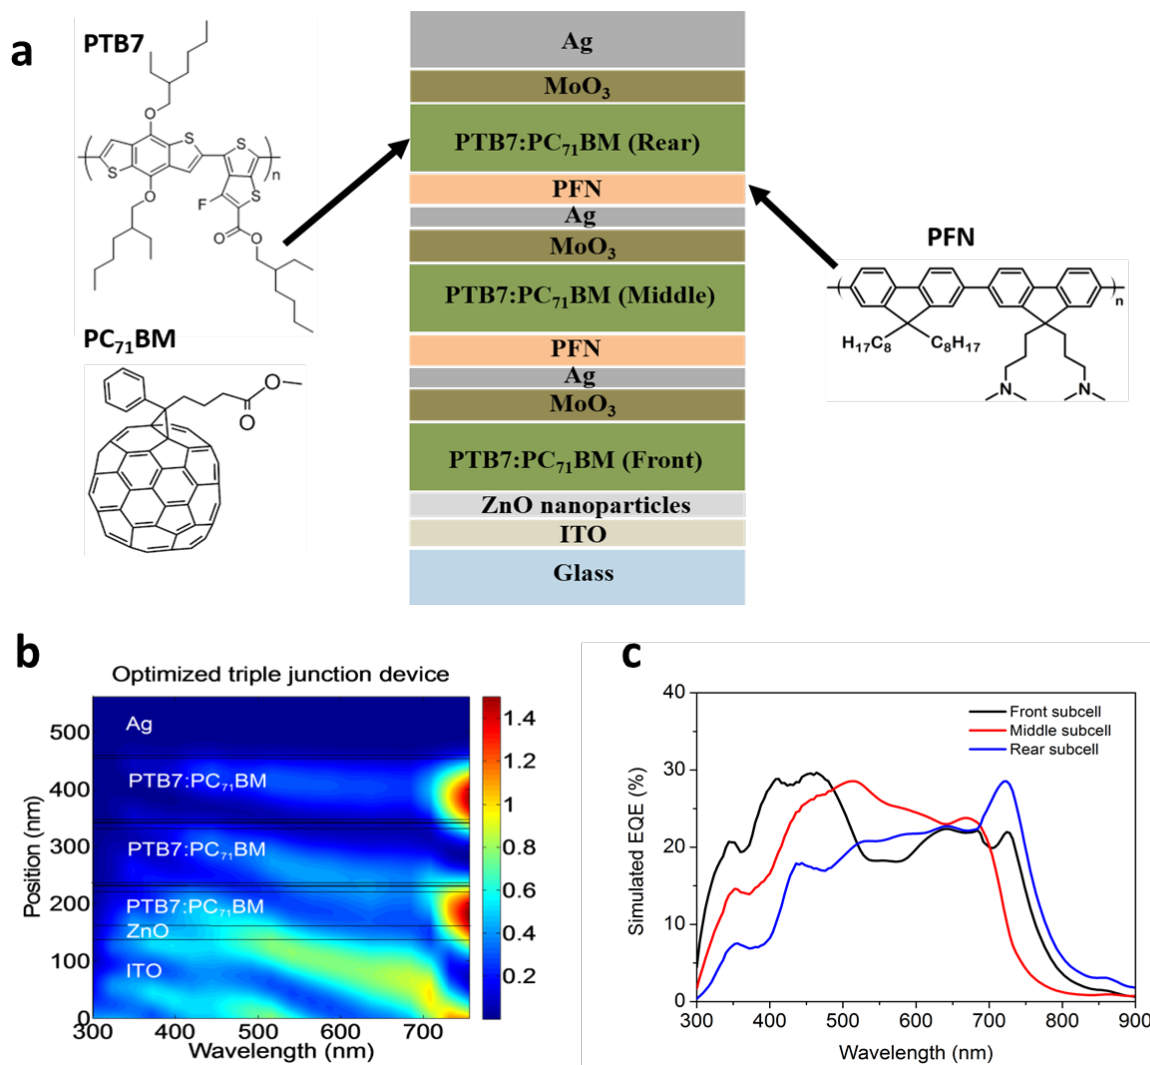 a
PTB7
O
S
S
S
F
S
O
O
O
n
PC71BM
O
O
Ag
MoO3
PTB7:PC71BM (Rear)
PFN
Ag
MoO3
PTB7:PC71BM (Middle)
PFN
Ag
MoO3
PTB7:PC71BM (Front)
ZnO nanoparticles
ITO
Glass
PFN
n
H17C8
C8H17
N
N
b
Optimized triple junction device
Position (nm)
500
400
300
200
100
0
Ag
PTB7:PC71BM
PTB7:PC71BM
PTB7:PC71BM
ZnO
ITO
300
400
500
600
700
Wavelength (nm)
1.4
1.2
1
0.8
0.6
0.4
0.2
c
Simulated EQE (%)
40
30
20
10
0
Front subcell
Middle subcell
Rear subcell
300
400
500
600
700
800
900
Wavelength (nm)